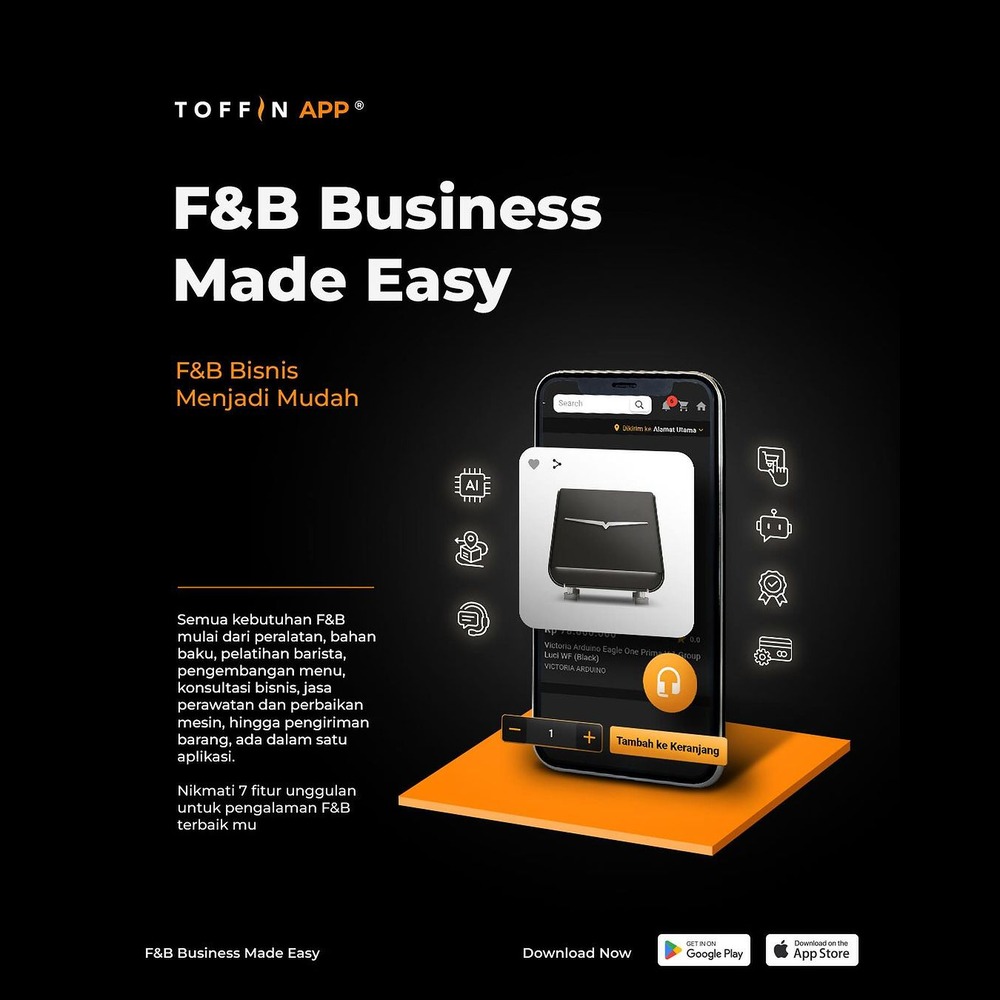 TOFFIN APP®
F&B Business
Made Easy
F&B Bisnis
Menjadi Mudah
Search
Dikirim ke Alamat Utama
AI
Semua kebutuhan F&B
mulai dari peralatan, bahan
baku, pelatihan barista,
pengembangan menu,
konsultasi bisnis, jasa
perawatan dan perbaikan
mesin, hingga pengiriman
barang, ada dalam satu
aplikasi.
Nikmati 7 fitur unggulan
untuk pengalaman F&B
terbaik mu
Rp
0.0
Victoria Arduino Eagle One Prima Group
Luci WF (Black)
VICTORIA ARDUINO
− 1 +
Tambah ke Keranjang
F&B Business Made Easy
Download Now
GET IN ON
Google Play
Download on the
App Store